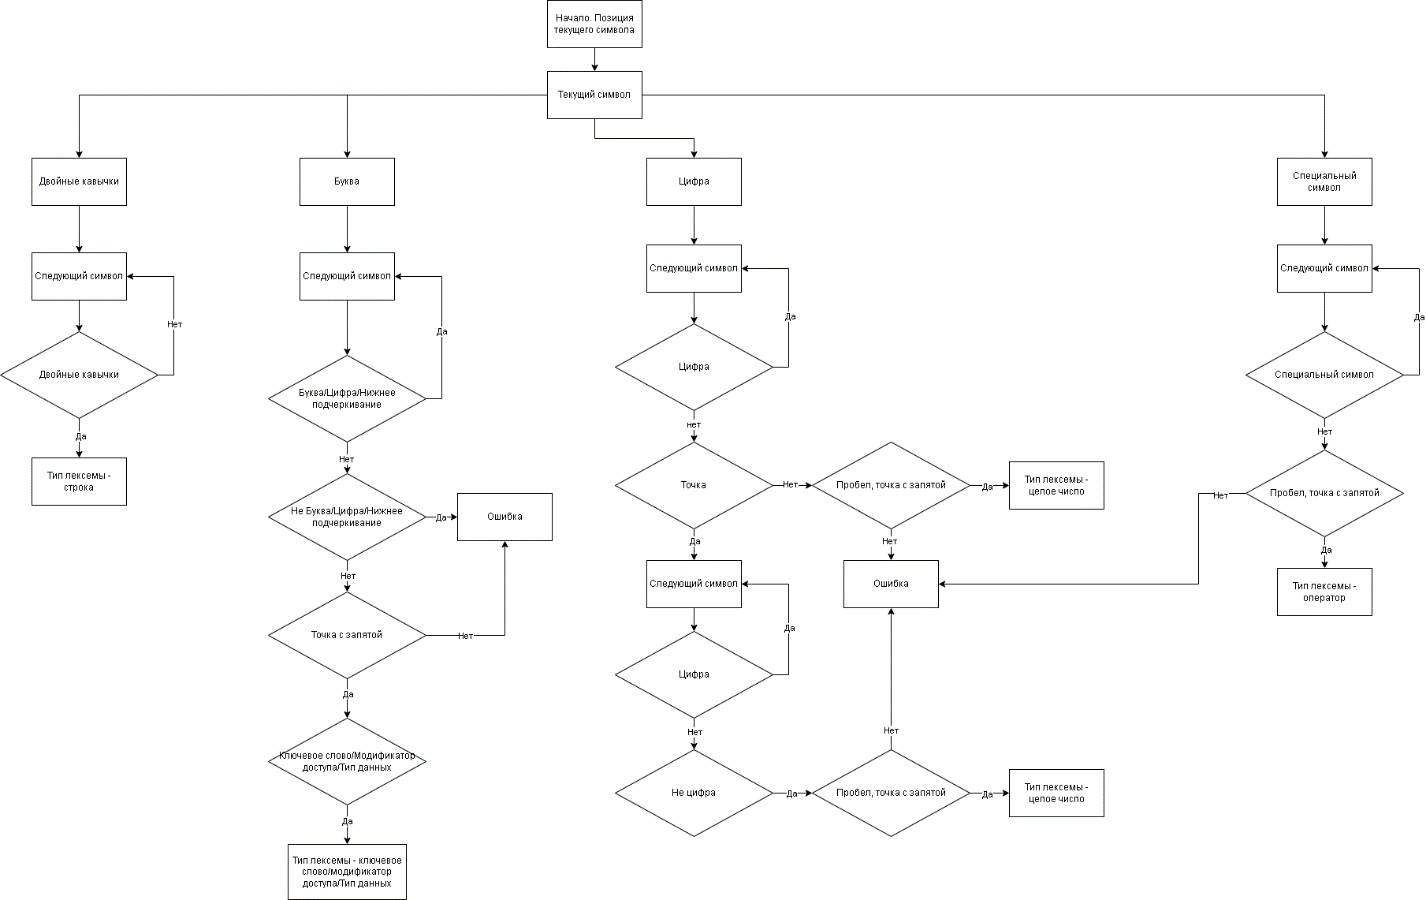 Начало. Позиция
текущего символа
Текущий символ
Двойные кавычки
Следующий символ
Нет
Двойные кавычки
Да
Тип лексемы -
строка
Буква
Следующий символ
Да
Буква/Цифра/Нижнее
подчеркивание
Нет
Не Буква/Цифра/Нижнее
подчеркивание
Да
Ошибка
Нет
Точка с запятой
Нет
Да
Ключевое слово/Модификатор
доступа/Тип данных
Да
Тип лексемы - ключевое
слово/модификатор
доступа/Тип данных
Цифра
Следующий символ
Да
Цифра
нет
Точка
Нет
Пробел, точка с запятой
Да
Тип лексемы -
целое число
Да
Нет
Следующий символ
Ошибка
Да
Цифра
Нет
Не цифра
Да
Пробел, точка с запятой
Нет
Да
Тип лексемы -
целое число
Специальный
символ
Следующий символ
Да
Специальный символ
Нет
Пробел, точка с запятой
Нет
Да
Тип лексемы -
оператор